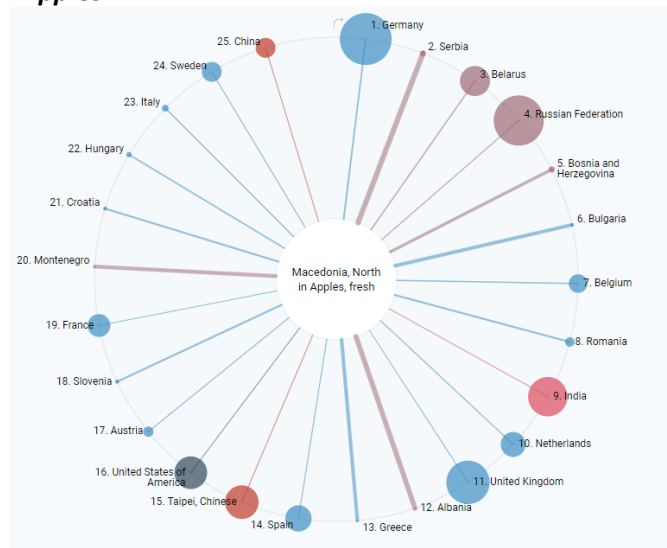 1. Germany
2. Serbia
3. Belarus
4. Russian Federation
5. Bosnia and
Herzegovina
6. Bulgaria
7. Belgium
8. Romania
9. India
10. Netherlands
11. United Kingdom
12. Albania
13. Greece
14. Spain
15. Taipei, Chinese
16. United States of
America
17. Austria
18. Slovenia
19. France
20. Montenegro
21. Croatia
22. Hungary
23. Italy
24. Sweden
25. China
Macedonia, North
in Apples, fresh